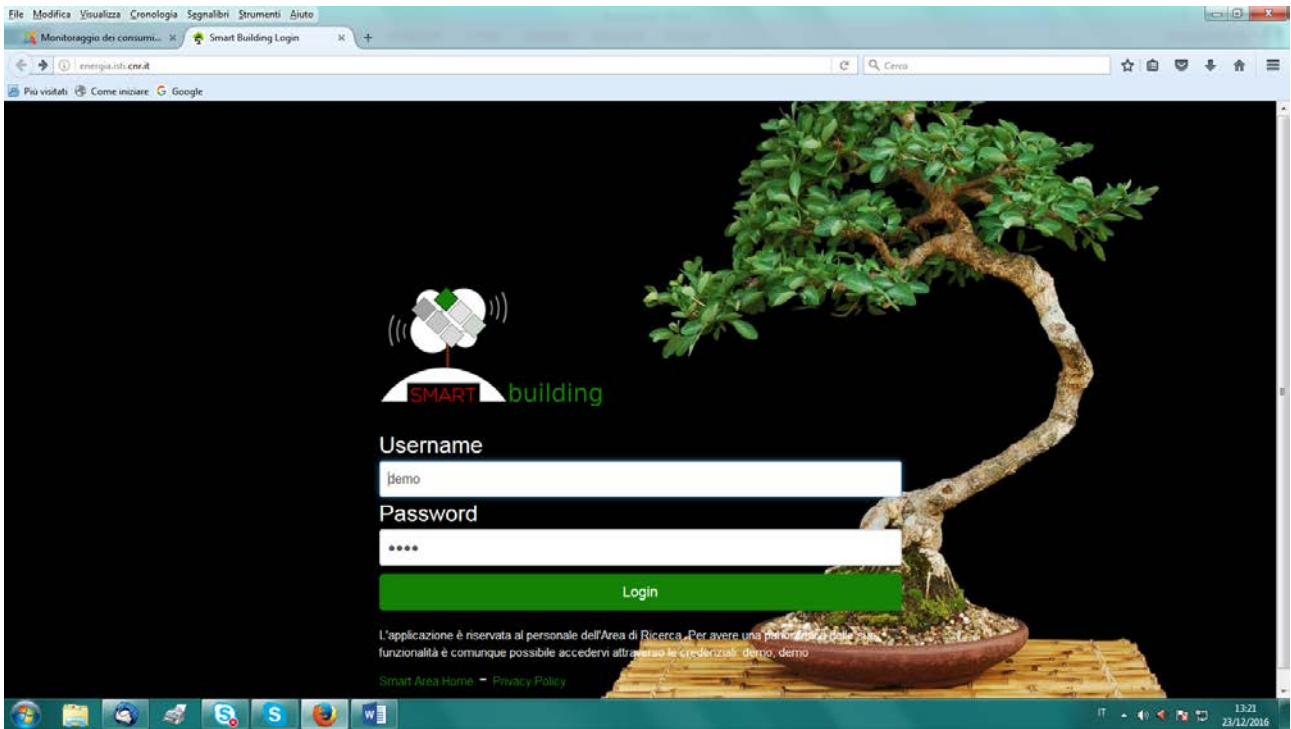 File Modifica Visualizza Cronologia Segnalibri Strumenti Aiuto
Monitoraggio dei consumi...
Smart Building Login
energia.isti.cnr.it
Cerca
Più visitati Come iniziare Google
SMART building
Username
demo
Password
Login
L'applicazione è riservata al personale dell'Area di Ricerca. Per avere una panoramica delle sue
funzionalità è comunque possibile accedervi attraverso le credenziali: demo, demo
Smart Area Home - Privacy Policy
IT
13:21
23/12/2016